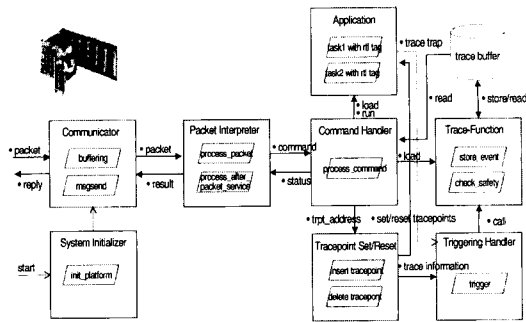 Application
task1 with rtl tag
task2 with rtl tag
• trace trap
trace buffer
• load
• run
• read
• store/read
Communicator
Packet Interpreter
Command Handler
Trace-Function
• packet
buffering
• packet
process_packet
• command
process_command
• load
store_event
• reply
msgsend
• result
process_after_
packet_service
• status
check_safety
• trpt_address
• set/reset tracepoints
• call
System Initializer
Tracepoint Set/Reset
Triggering Handler
start
init_platform
insert tracepoint
• trace information
trigger
delete tracepont